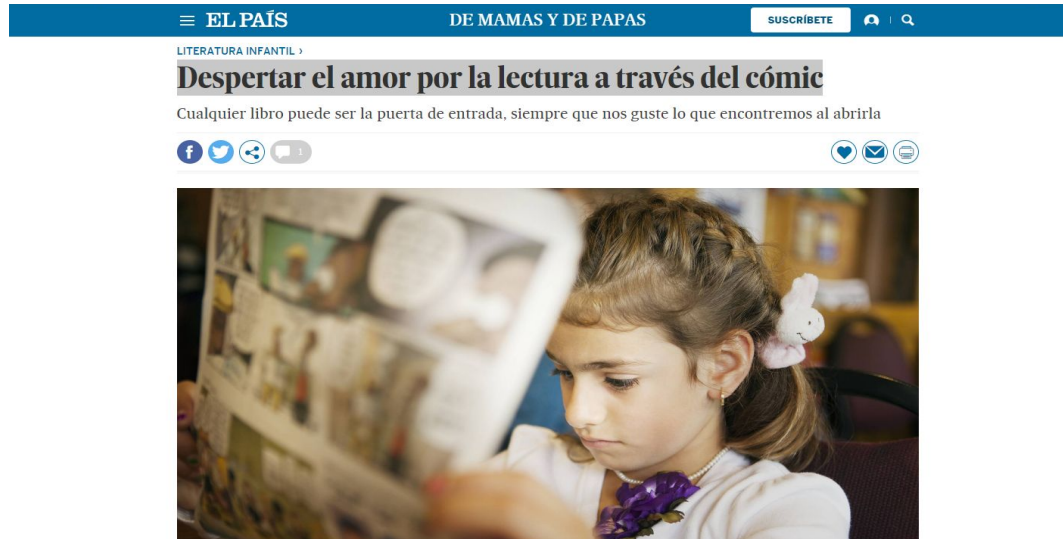 EL PAÍS DE MAMAS Y DE PAPAS SUSCRÍBETE
LITERATURA INFANTIL ›
Despertar el amor por la lectura a través del cómic
Cualquier libro puede ser la puerta de entrada, siempre que nos guste lo que encontremos al abrirla
f 1